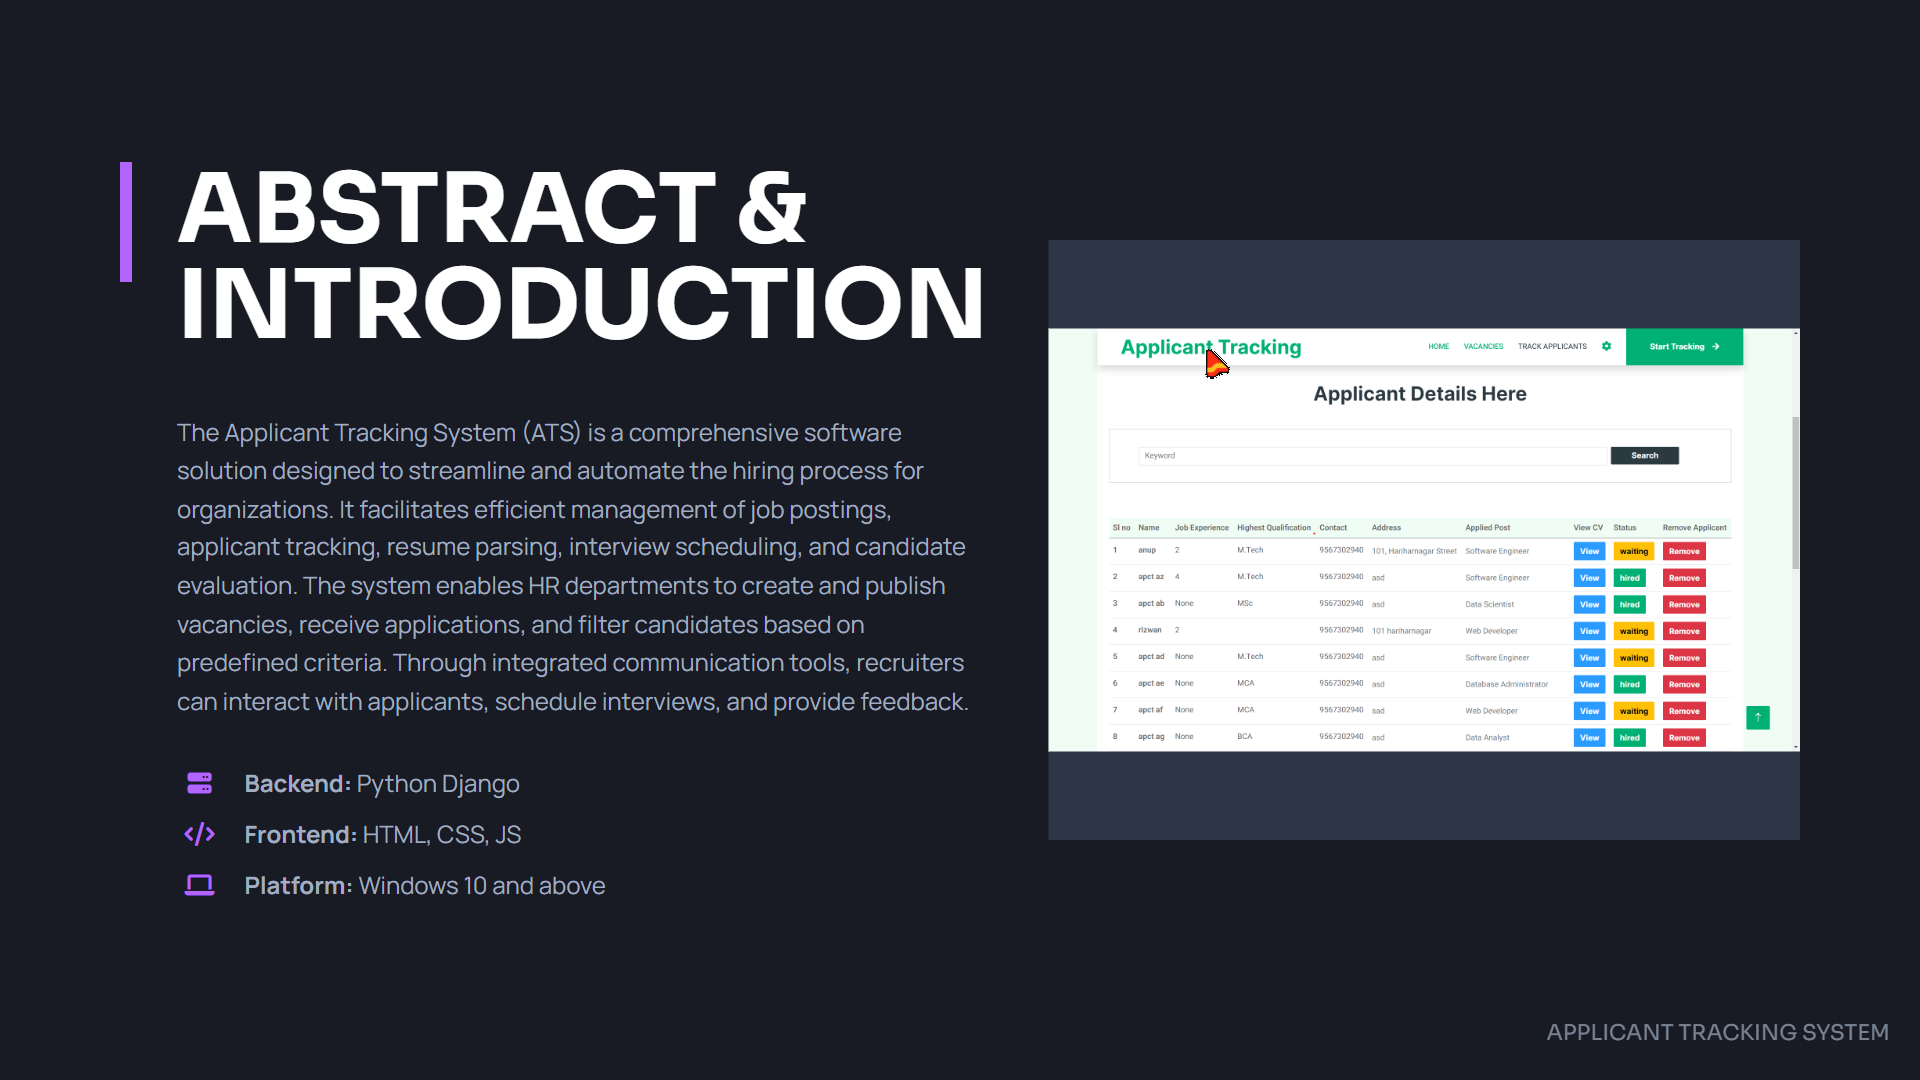 ABSTRACT &
INTRODUCTION
The Applicant Tracking System (ATS) is a comprehensive software
solution designed to streamline and automate the hiring process for
organizations. It facilitates efficient management of job postings,
applicant tracking, resume parsing, interview scheduling, and candidate
evaluation. The system enables HR departments to create and publish
vacancies, receive applications, and filter candidates based on
predefined criteria. Through integrated communication tools, recruiters
can interact with applicants, schedule interviews, and provide feedback.
Backend: Python Django
Frontend: HTML, CSS, JS
Platform: Windows 10 and above
Applicant Tracking HOME VACANCIES TRACK APPLICANTS Start Tracking
Applicant Details Here
Keyword Search
Sl no Name Job Experience Highest Qualification Contact Address Applied Post View CV Status Remove Applicant
1 anup 2 M.Tech 9567302940 101, Hariharnagar Street Software Engineer View waiting Remove
2 apct az 4 M.Tech 9567302940 asd Software Engineer View hired Remove
3 apct ab None MSc 9567302940 asd Data Scientist View hired Remove
4 rizwan 2 9567302940 101 hariharnagar Web Developer View waiting Remove
5 apct ad None M.Tech 9567302940 asd Software Engineer View waiting Remove
6 apct ae None MCA 9567302940 asd Database Administrator View hired Remove
7 apct af None MCA 9567302940 sad Web Developer View waiting Remove
8 apct ag None BCA 9567302940 asd Data Analyst View hired Remove
APPLICANT TRACKING SYSTEM